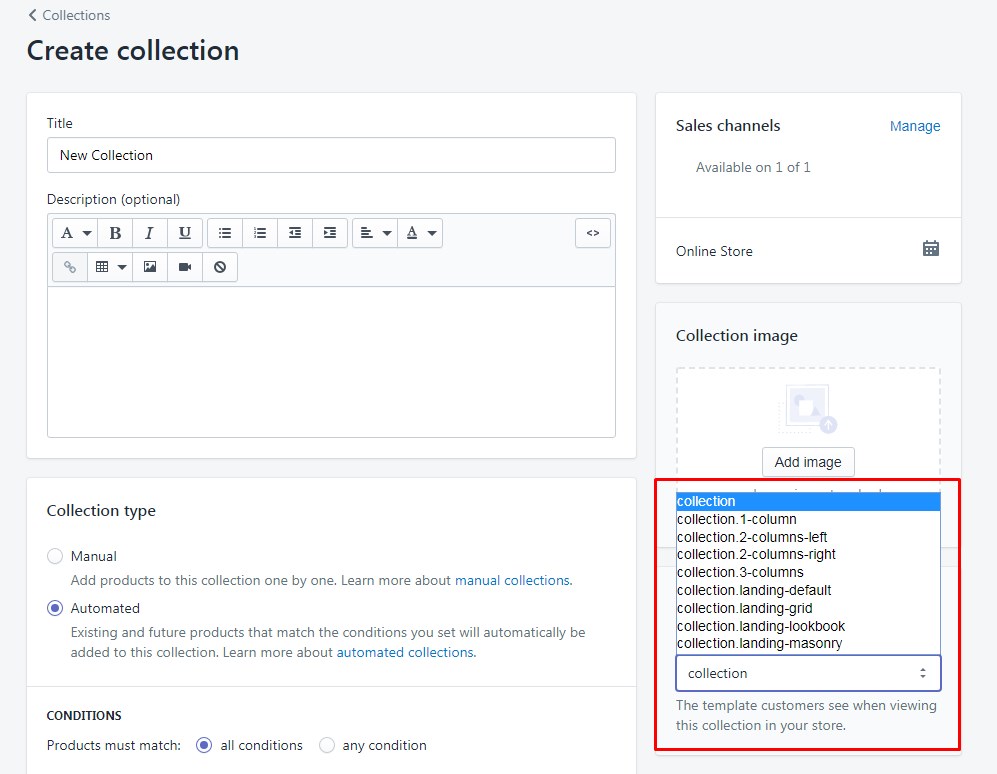 Collections
Create collection
Title
New Collection
Description (optional)
A
B
I
U
A
<>
Collection type
Manual
Add products to this collection one by one. Learn more about manual collections.
Automated
Existing and future products that match the conditions you set will automatically be
added to this collection. Learn more about automated collections.
CONDITIONS
Products must match:
all conditions
any condition
Sales channels
Manage
Available on 1 of 1
Online Store
Collection image
Add image
collection
collection.1-column
collection.2-columns-left
collection.2-columns-right
collection.3-columns
collection.landing-default
collection.landing-grid
collection.landing-lookbook
collection.landing-masonry
collection
The template customers see when viewing
this collection in your store.